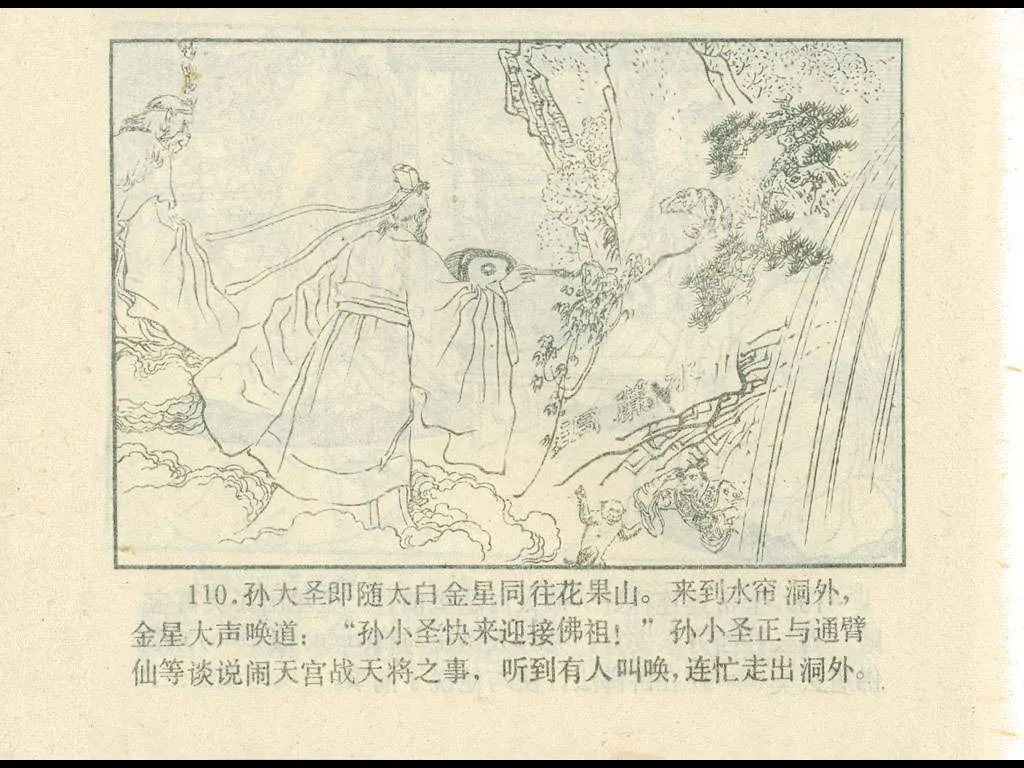 110.孙大圣即随太白金星同往花果山。来到水帘洞外，
金星大声唤道：“孙小圣快来迎接佛祖！”孙小圣正与通臂
仙等谈说闹天宫战天将之事，听到有人叫唤，连忙走出洞外。